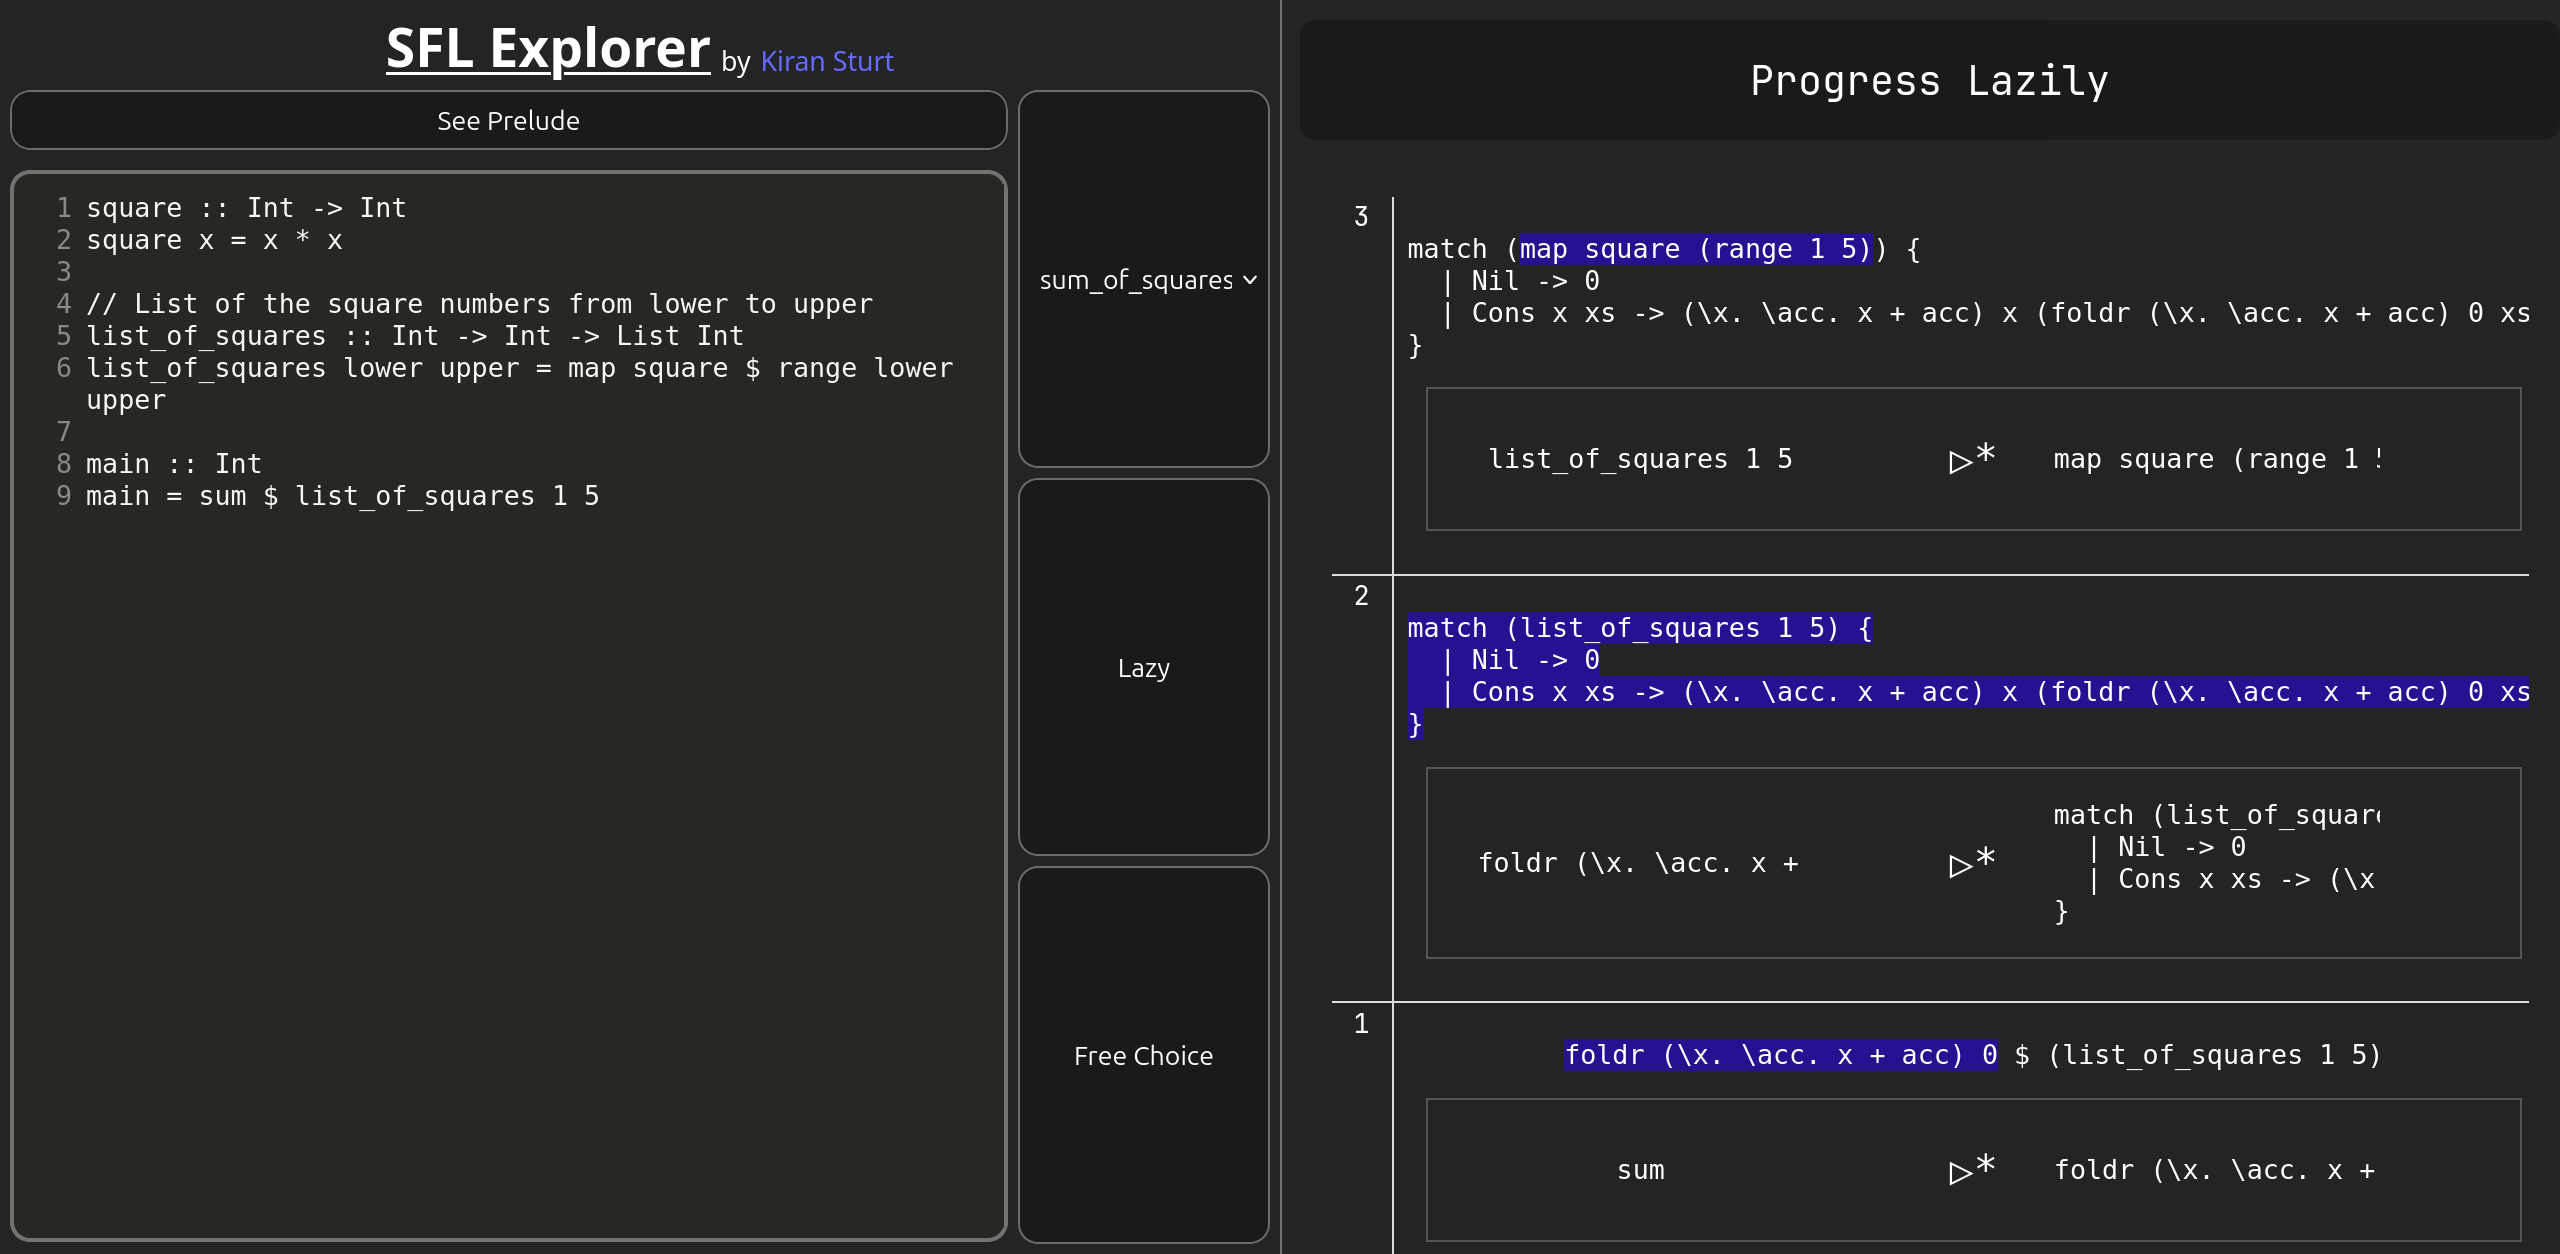 SFL Explorer by Kiran Sturt
See Prelude
1 square :: Int -> Int
2 square x = x * x
3
4 // List of the square numbers from lower to upper
5 list_of_squares :: Int -> Int -> List Int
6 list_of_squares lower upper = map square $ range lower
upper
7
8 main :: Int
9 main = sum $ list_of_squares 1 5
sum_of_squares
Lazy
Free Choice
Progress Lazily
3
match (map square (range 1 5)) {
  | Nil -> 0
  | Cons x xs -> (\x. \acc. x + acc) x (foldr (\x. \acc. x + acc) 0 xs
}
list_of_squares 1 5 ▷* map square (range 1
2
match (list_of_squares 1 5) {
  | Nil -> 0
  | Cons x xs -> (\x. \acc. x + acc) x (foldr (\x. \acc. x + acc) 0 xs
}
foldr (\x. \acc. x + ▷*
match (list_of_square
  | Nil -> 0
  | Cons x xs -> (\x
}
1
foldr (\x. \acc. x + acc) 0 $ (list_of_squares 1 5)
sum ▷* foldr (\x. \acc. x +